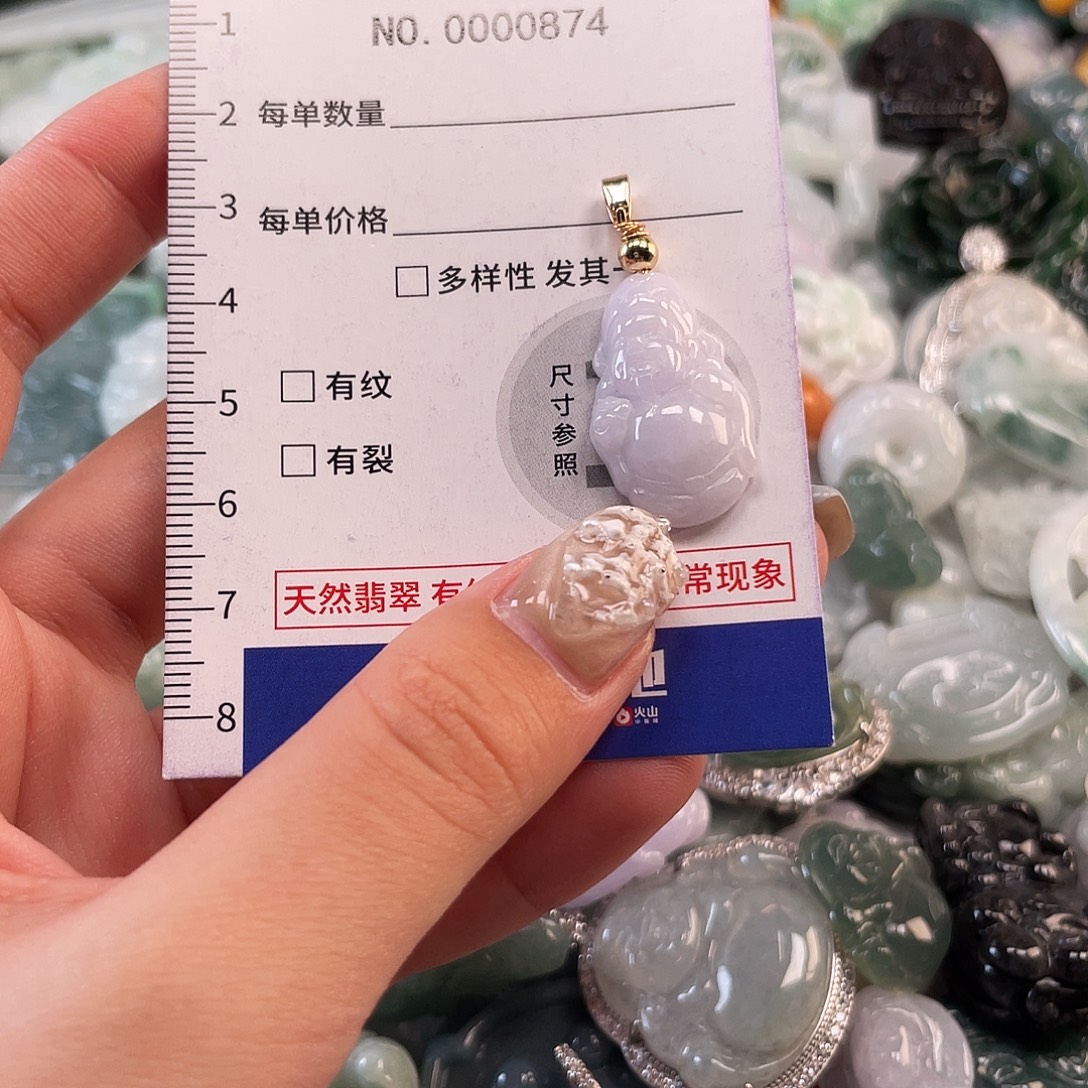 1
NO. 0000874
2
每单数量
3
每单价格
多样性 发其
4
有纹
5
尺寸参照
有裂
6
天然翡翠 有
常现象
7
8
火山